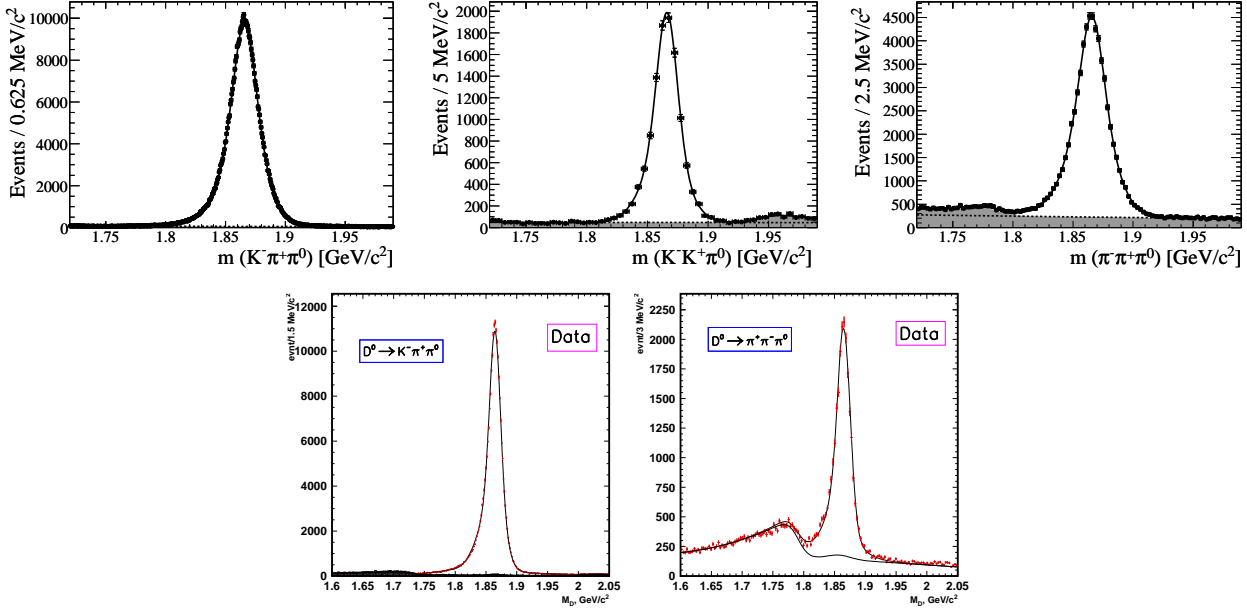 Events / 0.625 MeV/c²
10000
8000
6000
4000
2000
0
1.75 1.8 1.85 1.9 1.95
m (K⁻π⁺π⁰) [GeV/c²]
Events / 5 MeV/c²
2000
1800
1600
1400
1200
1000
800
600
400
200
0
1.75 1.8 1.85 1.9 1.95
m (K⁻K⁺π⁰) [GeV/c²]
Events / 2.5 MeV/c²
4500
4000
3500
3000
2500
2000
1500
1000
500
0
1.75 1.8 1.85 1.9 1.95
m (π⁻π⁺π⁰) [GeV/c²]
evnt/1.5 MeV/c²
12000
10000
8000
6000
4000
2000
0
D⁰→K⁻π⁺π⁰
Data
1.6 1.65 1.7 1.75 1.8 1.85 1.9 1.95 2 2.05
M_D, GeV/c²
evnt/3 MeV/c²
2250
2000
1750
1500
1250
1000
750
500
250
0
D⁰→π⁺π⁻π⁰
Data
1.6 1.65 1.7 1.75 1.8 1.85 1.9 1.95 2 2.05
M_D, GeV/c²